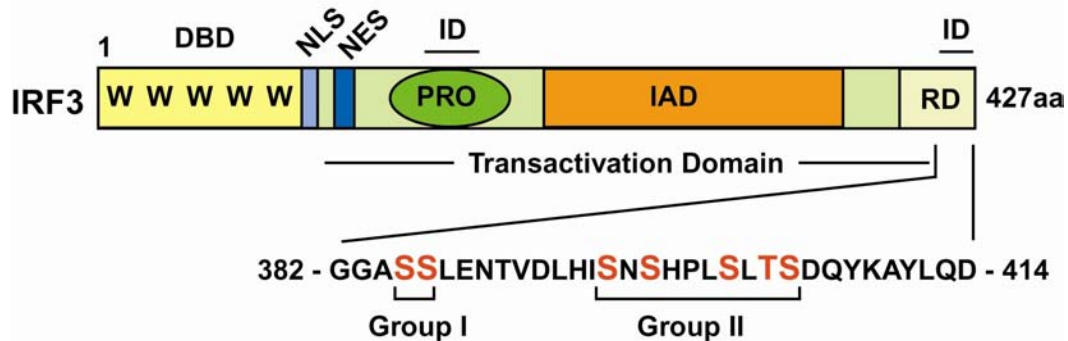 1 DBD NLS NES ID ID
IRF3 W W W W W PRO IAD RD 427aa
Transactivation Domain
382 - GGASSLENTVDLHISNSHPLSLTSDQYKAYLQD - 414
Group I Group II